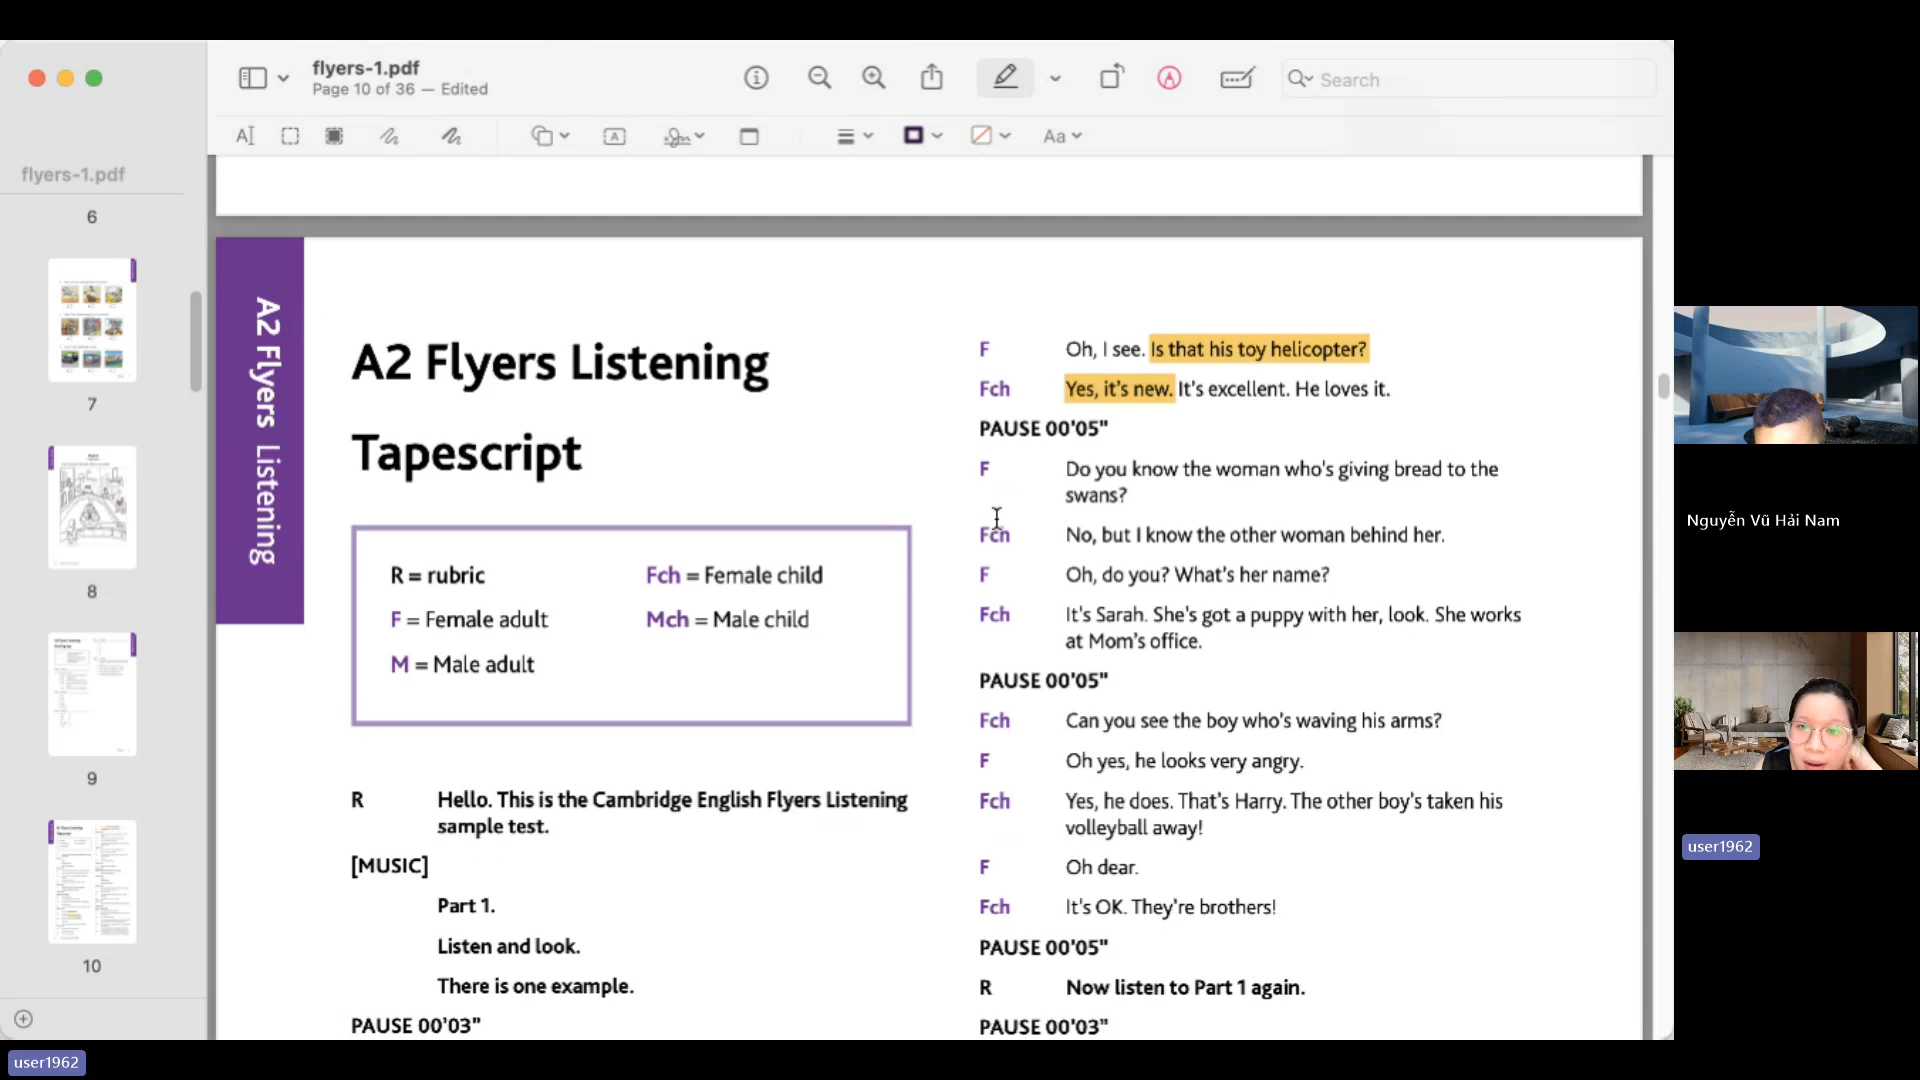 flyers-1.pdf
Page 10 of 36 — Edited
Search
A
Aa
flyers-1.pdf
6
7
8
9
10
A2 Flyers Listening
A2 Flyers Listening
Tapescript
R = rubric
Fch = Female child
F = Female adult
Mch = Male child
M = Male adult
R Hello. This is the Cambridge English Flyers Listening
sample test.
[MUSIC]
Part 1.
Listen and look.
There is one example.
PAUSE 00'03"
F Oh, I see. Is that his toy helicopter?
Fch Yes, it's new. It's excellent. He loves it.
PAUSE 00'05"
F Do you know the woman who's giving bread to the
swans?
Fch No, but I know the other woman behind her.
F Oh, do you? What's her name?
Fch It's Sarah. She's got a puppy with her, look. She works
at Mom's office.
PAUSE 00'05"
Fch Can you see the boy who's waving his arms?
F Oh yes, he looks very angry.
Fch Yes, he does. That's Harry. The other boy's taken his
volleyball away!
F Oh dear.
Fch It's OK. They're brothers!
PAUSE 00'05"
R Now listen to Part 1 again.
PAUSE 00'03"
Nguyễn Vũ Hải Nam
user1962
user1962